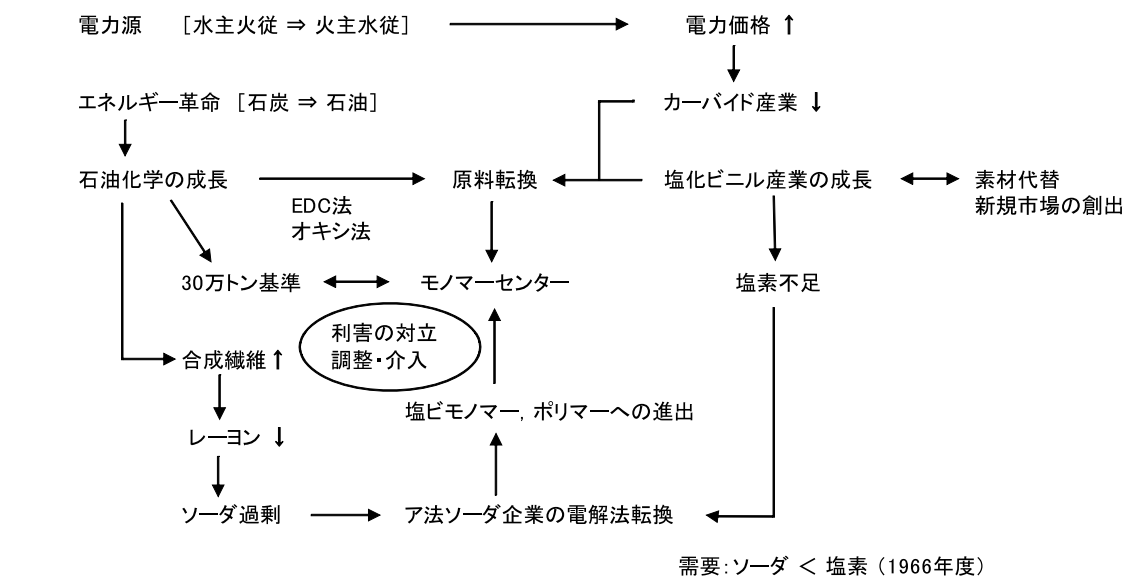 電力源　[水主火従 ⇒ 火主水従]　電力価格 ↑
エネルギー革命 [石炭 ⇒ 石油]　カーバイド産業 ↓
石油化学の成長　原料転換　塩化ビニル産業の成長　素材代替
新規市場の創出
EDC法
オキシ法
30万トン基準　モノマーセンター　塩素不足
利害の対立
調整・介入
合成繊維 ↑
塩ビモノマー, ポリマーへの進出
レーヨン ↓
ソーダ過剰　ア法ソーダ企業の電解法転換
需要:ソーダ ＜ 塩素 (1966年度)